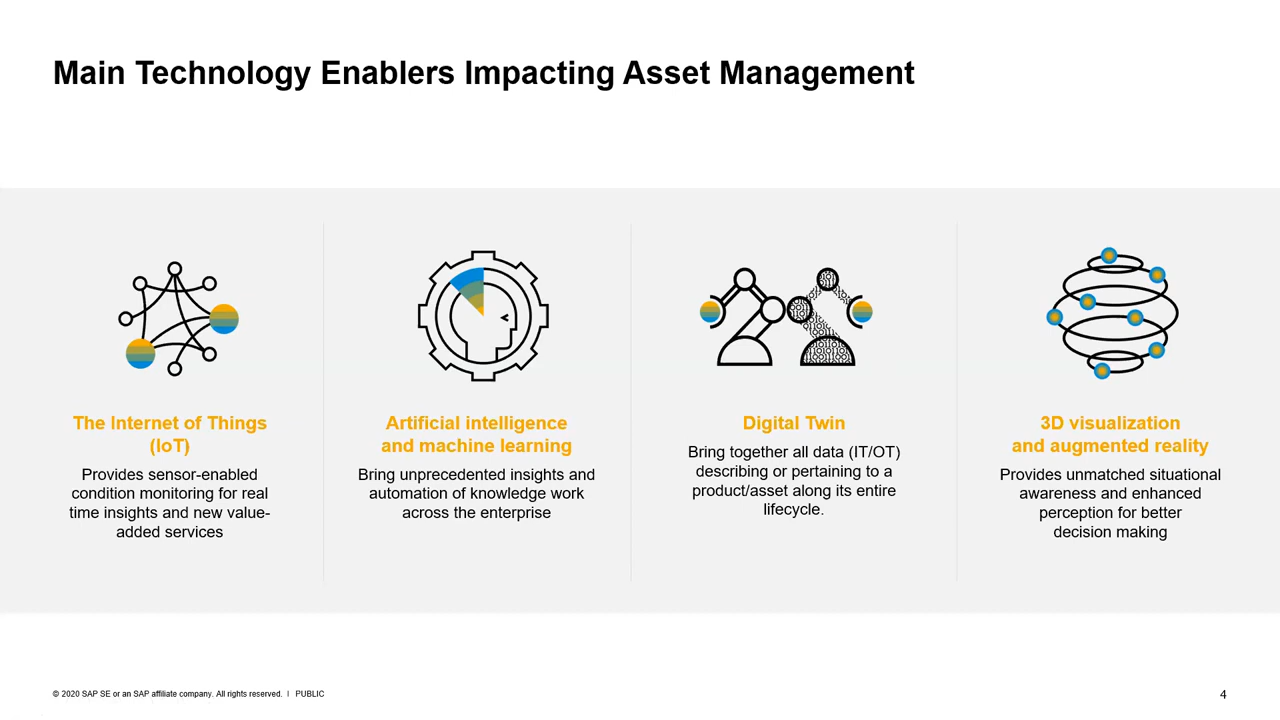 Main Technology Enablers Impacting Asset Management
The Internet of Things
(IoT)
Provides sensor-enabled
condition monitoring for real
time insights and new value-
added services
Artificial intelligence
and machine learning
Bring unprecedented insights and
automation of knowledge work
across the enterprise
Digital Twin
Bring together all data (IT/OT)
describing or pertaining to a
product/asset along its entire
lifecycle.
3D visualization
and augmented reality
Provides unmatched situational
awareness and enhanced
perception for better
decision making
© 2020 SAP SE or an SAP affiliate company. All rights reserved. | PUBLIC
4